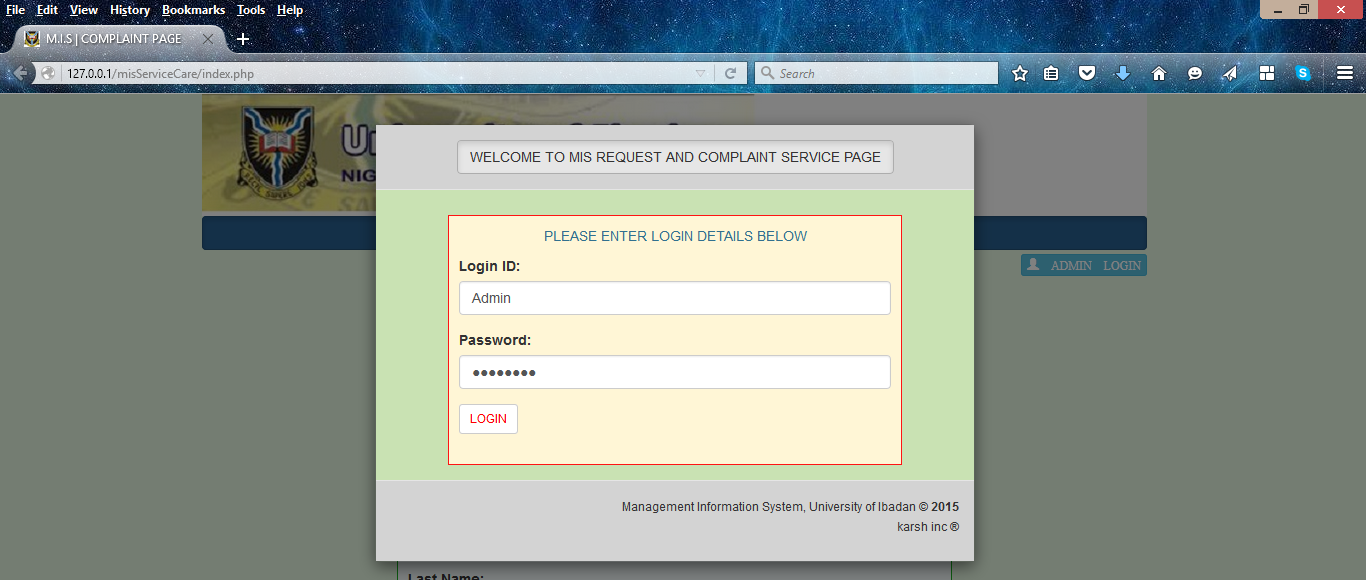 File Edit View History Bookmarks Tools Help
M.I.S | COMPLAINT PAGE
127.0.0.1/misServiceCare/index.php
Search
WELCOME TO MIS REQUEST AND COMPLAINT SERVICE PAGE
PLEASE ENTER LOGIN DETAILS BELOW
ADMIN LOGIN
Login ID:
Admin
Password:
LOGIN
Management Information System, University of Ibadan © 2015
karsh inc ®
Last Name: